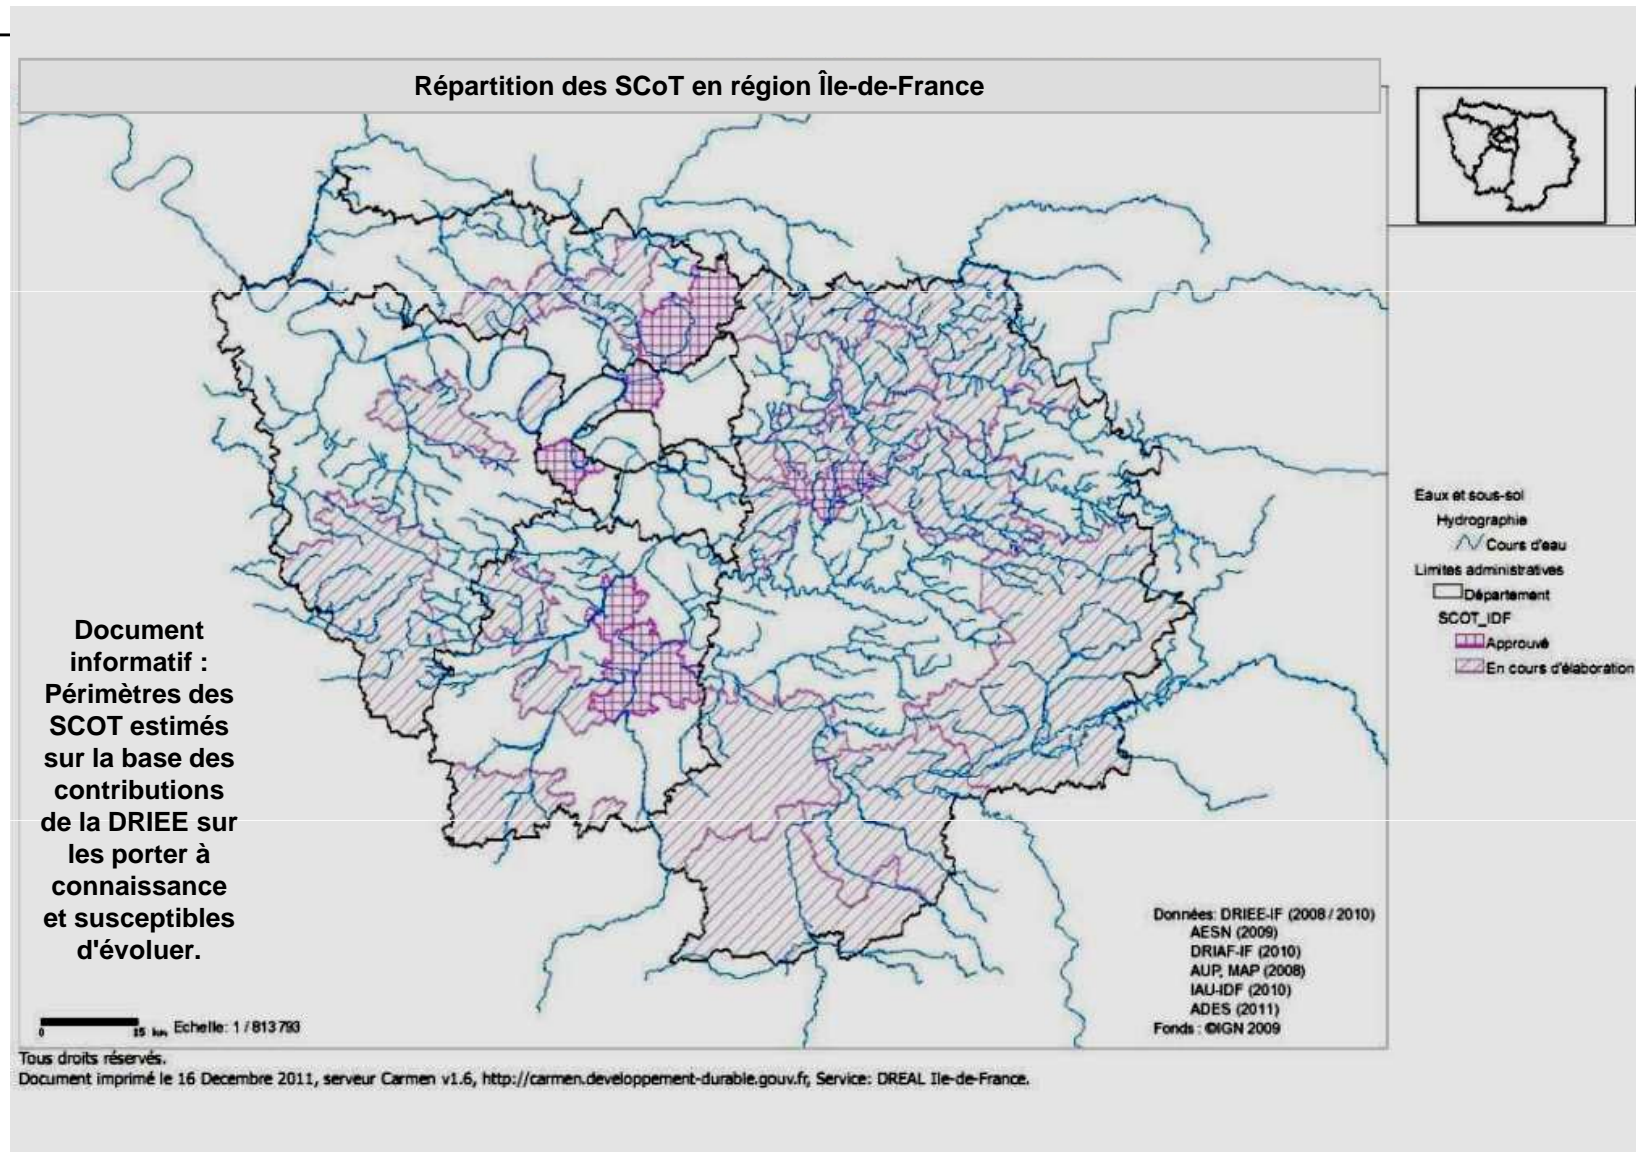 Répartition des SCoT en région Île-de-France
Eaux et sous-sol
Hydrographie
Cours d'eau
Limites administratives
Département
SCOT_IDF
Approuvé
En cours d'élaboration
Document
informatif :
Périmètres des
SCOT estimés
sur la base des
contributions
de la DRIEE sur
les porter à
connaissance
et susceptibles
d'évoluer.
Données: DRIEE-IF (2008 / 2010)
AESN (2009)
DRIAF-IF (2010)
AUP, MAP (2008)
IAU-IDF (2010)
ADES (2011)
Fonds : ©IGN 2009
0 15 km Echelle: 1 / 813 793
Tous droits réservés.
Document imprimé le 16 Decembre 2011, serveur Carmen v1.6, http://carmen.developpement-durable.gouv.fr, Service: DREAL Ile-de-France.